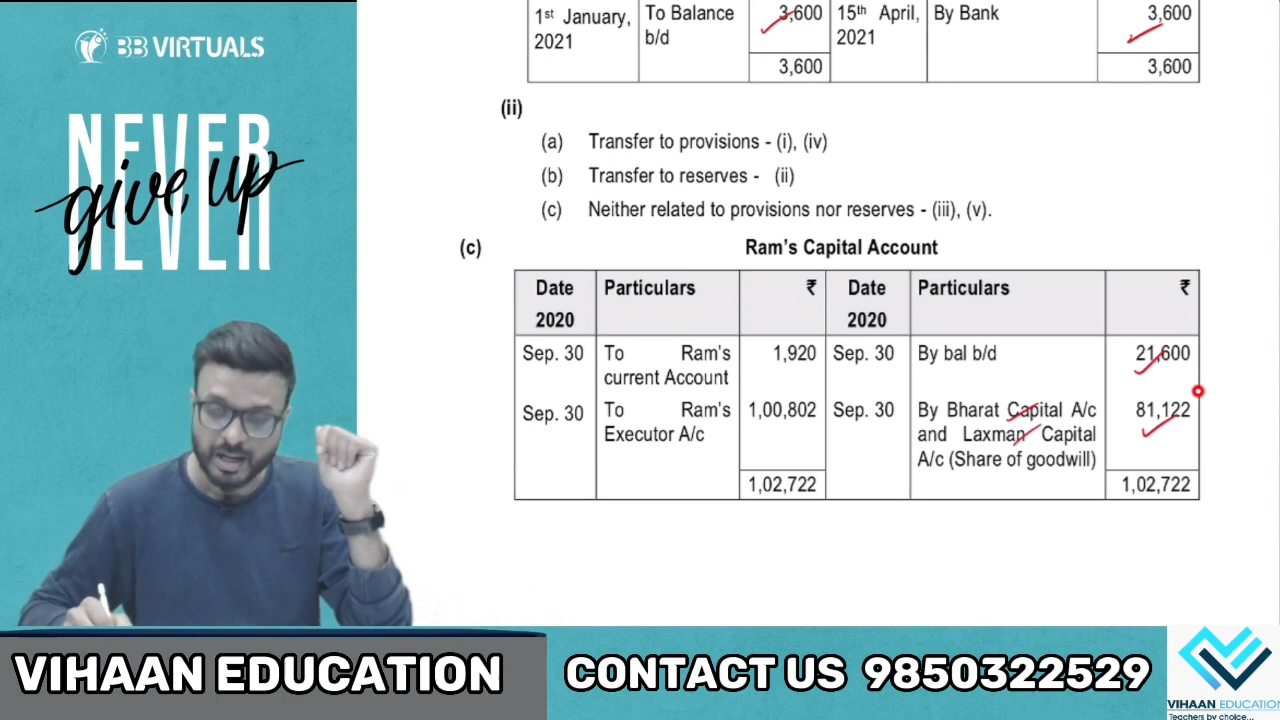 BB VIRTUALS
NEVER
give up
NEVER
1st January, 2021 To Balance b/d 3,600 15th April, 2021 By Bank 3,600
3,600 3,600
(ii)
(a) Transfer to provisions - (i), (iv)
(b) Transfer to reserves - (ii)
(c) Neither related to provisions nor reserves - (iii), (v).
(c) Ram's Capital Account
Date Particulars ₹ Date Particulars ₹
2020 2020
Sep. 30 To Ram's 1,920 Sep. 30 By bal b/d 21,600
current Account
Sep. 30 To Ram's 1,00,802 Sep. 30 By Bharat Capital A/c 81,122
Executor A/c and Laxman Capital
A/c (Share of goodwill)
1,02,722 1,02,722
VIHAAN EDUCATION CONTACT US 9850322529
VIHAAN EDUCATION
Teachers by choice...